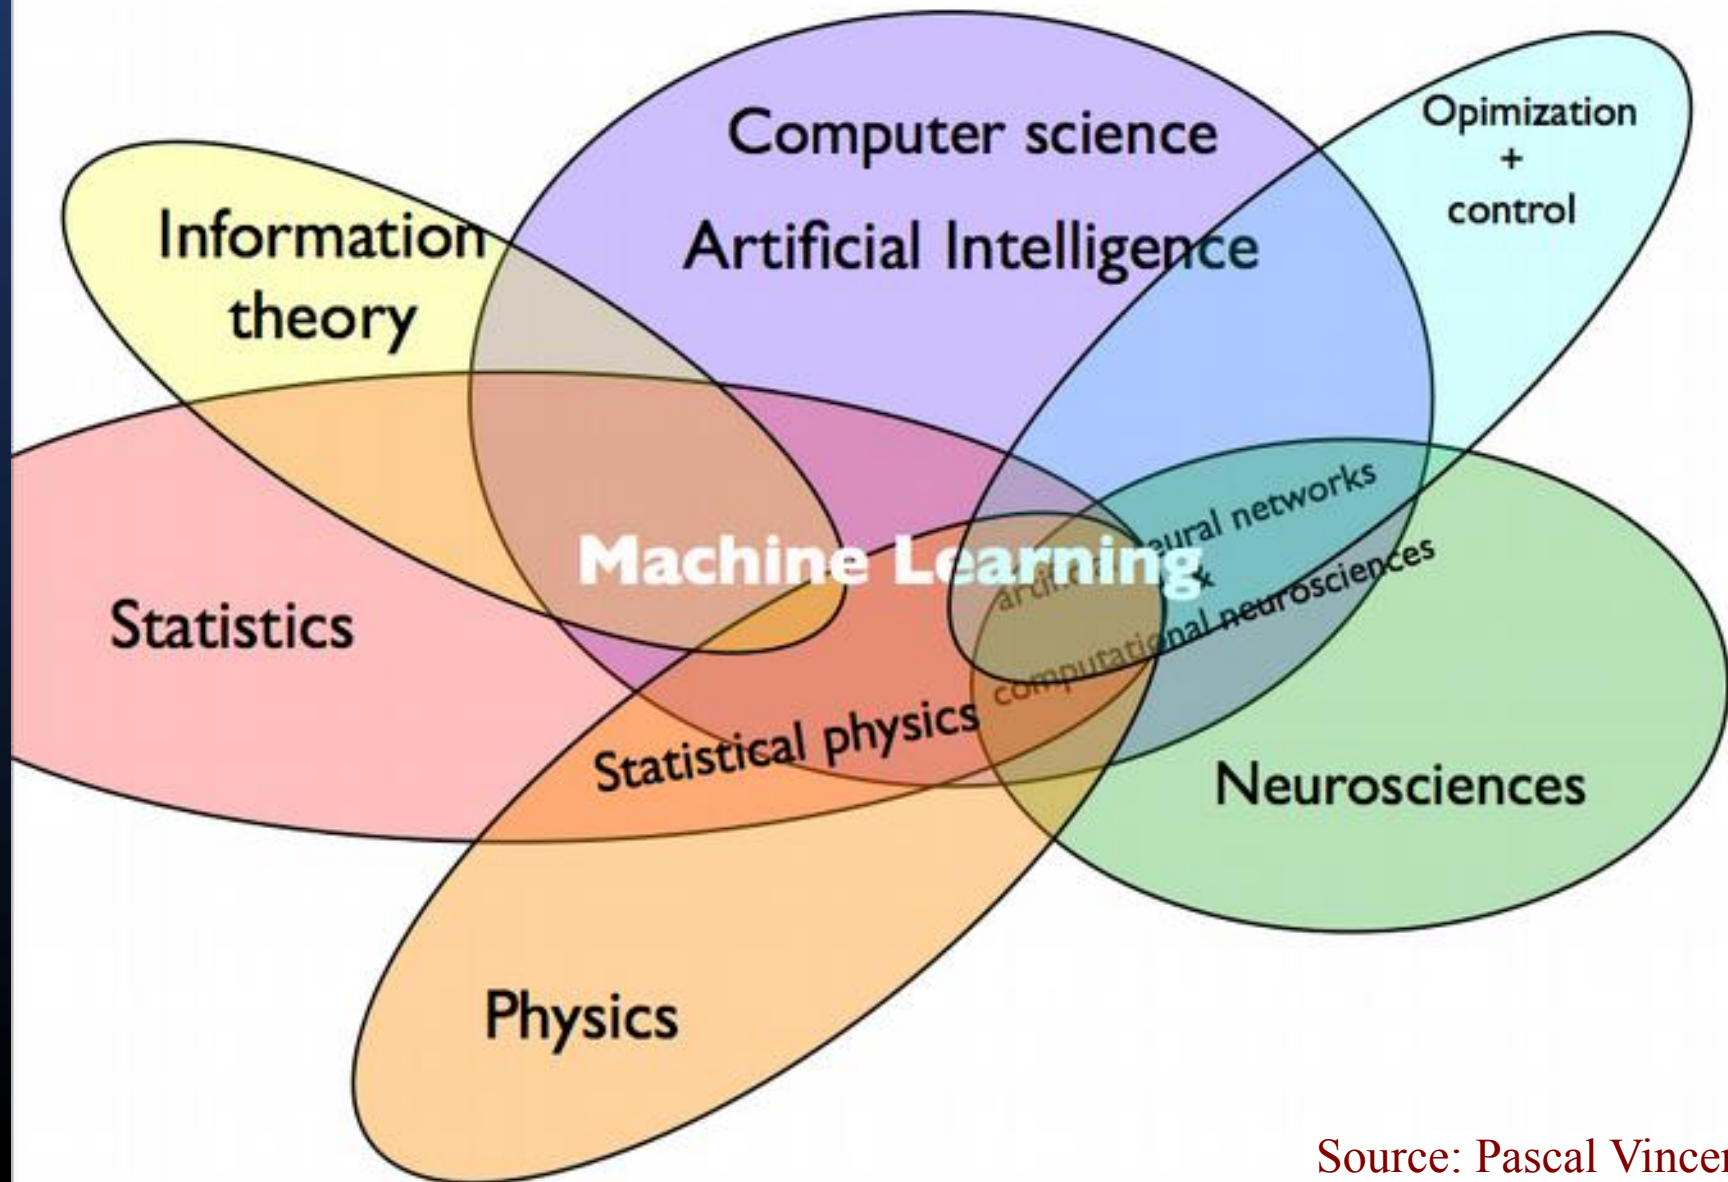 Computer science
Artificial Intelligence
Opimization
+
control
Information
theory
Machine Learning
artificial neural networks
&
computational neurosciences
Statistics
Statistical physics
Neurosciences
Physics
Source: Pascal Vincen